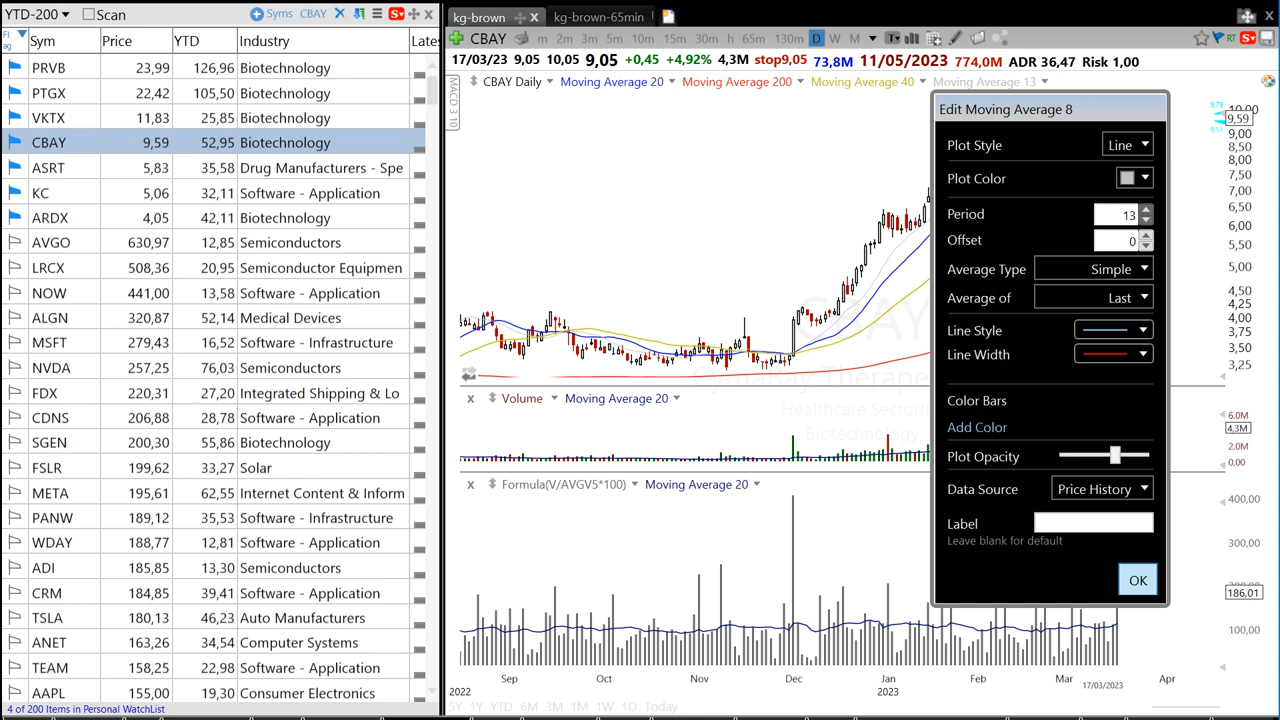 YTD-200 Scan Syms CBAY
Flag Sym Price YTD Industry Lates
PRVB 23,99 126,96 Biotechnology
PTGX 22,42 105,50 Biotechnology
VKTX 11,83 25,85 Biotechnology
CBAY 9,59 52,95 Biotechnology
ASRT 5,83 35,58 Drug Manufacturers - Spe
KC 5,06 32,11 Software - Application
ARDX 4,05 42,11 Biotechnology
AVGO 630,97 12,85 Semiconductors
LRCX 508,36 20,95 Semiconductor Equipmen
NOW 441,00 13,58 Software - Application
ALGN 320,87 52,14 Medical Devices
MSFT 279,43 16,52 Software - Infrastructure
NVDA 257,25 76,03 Semiconductors
FDX 220,31 27,20 Integrated Shipping & Lo
CDNS 206,88 28,78 Software - Application
SGEN 200,30 55,86 Biotechnology
FSLR 199,62 33,27 Solar
META 195,61 62,55 Internet Content & Inform
PANW 189,12 35,53 Software - Infrastructure
WDAY 188,77 12,81 Software - Application
ADI 185,85 13,30 Semiconductors
CRM 184,85 39,41 Software - Application
TSLA 180,13 46,23 Auto Manufacturers
ANET 163,26 34,54 Computer Systems
TEAM 158,25 22,98 Software - Application
AAPL 155,00 19,30 Consumer Electronics
4 of 200 Items in Personal WatchList
kg-brown kg-brown-65min
CBAY m 2m 3m 5m 10m 15m 30m h 65m 130m D W M RT
17/03/23 9,05 10,05 9,05 +0,45 +4,92% 4,3M stop9,05 73,8M 11/05/2023 774,0M ADR 36,47 Risk 1,00
MACD 3 10
CBAY Daily Moving Average 20 Moving Average 200 Moving Average 40 Moving Average 13
Edit Moving Average 8
Plot Style Line
Plot Color
Period 13
Offset 0
Average Type Simple
Average of Last
Line Style
Line Width
Color Bars
Add Color
Plot Opacity
Data Source Price History
Label
Leave blank for default
OK
10,00
9,59
9,00
8,50
8,00
7,50
7,00
6,50
6,00
5,50
5,00
4,50
4,25
4,00
3,75
3,50
3,25
CBAY
Cymabay Therape
Healthcare Sector
Biotechnology
Volume Moving Average 20
6.0M
4,3M
2.0M
0.00
Formula(V/AVGV5*100) Moving Average 20
400,00
300,00
186,01
100,00
Sep Oct Nov Dec Jan Feb Mar 17/03/2023 Apr
2022 2023
5Y 1Y YTD 6M 3M 1M 1W 1D Today